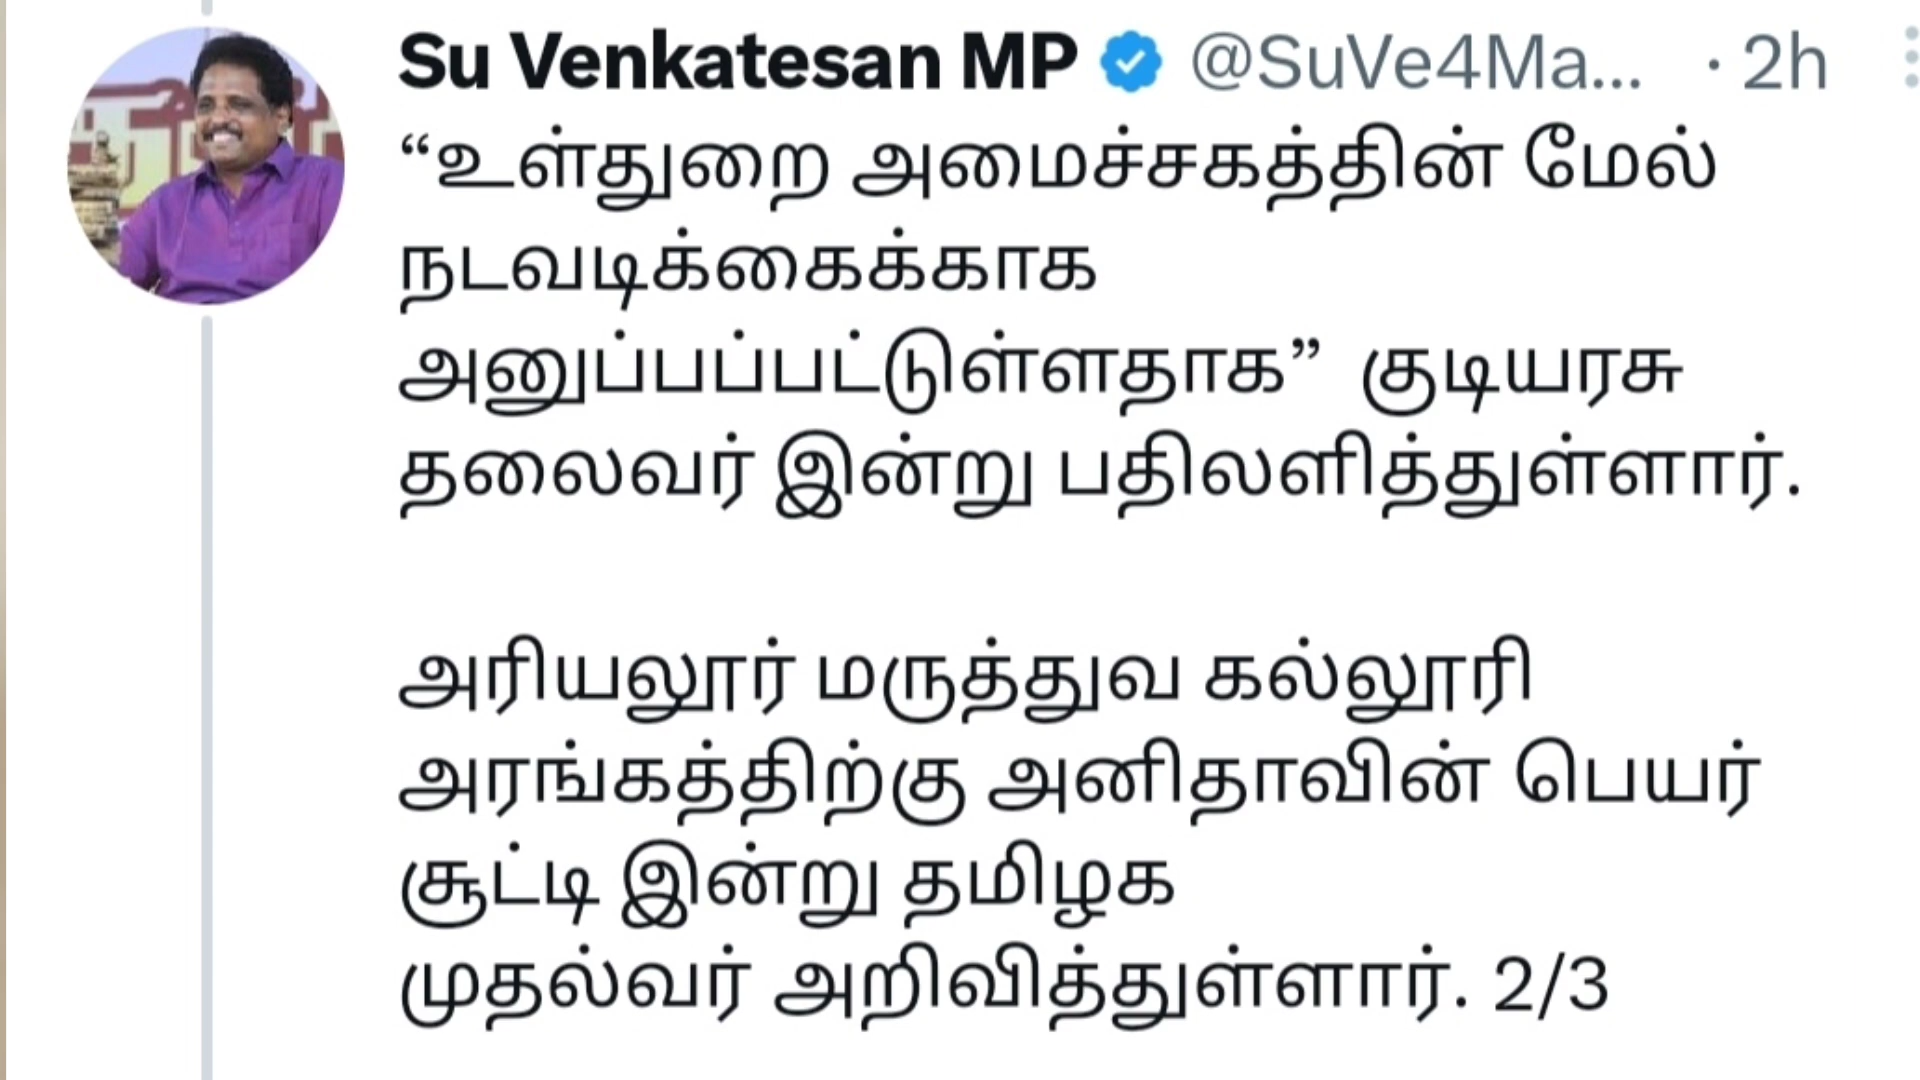 Su Venkatesan MP @SuVe4Ma... · 2h
“உள்துறை அமைச்சகத்தின் மேல்
நடவடிக்கைக்காக
அனுப்பப்பட்டுள்ளதாக” குடியரசு
தலைவர் இன்று பதிலளித்துள்ளார்.
அரியலூர் மருத்துவ கல்லூரி
அரங்கத்திற்கு அனிதாவின் பெயர்
சூட்டி இன்று தமிழக
முதல்வர் அறிவித்துள்ளார். 2/3